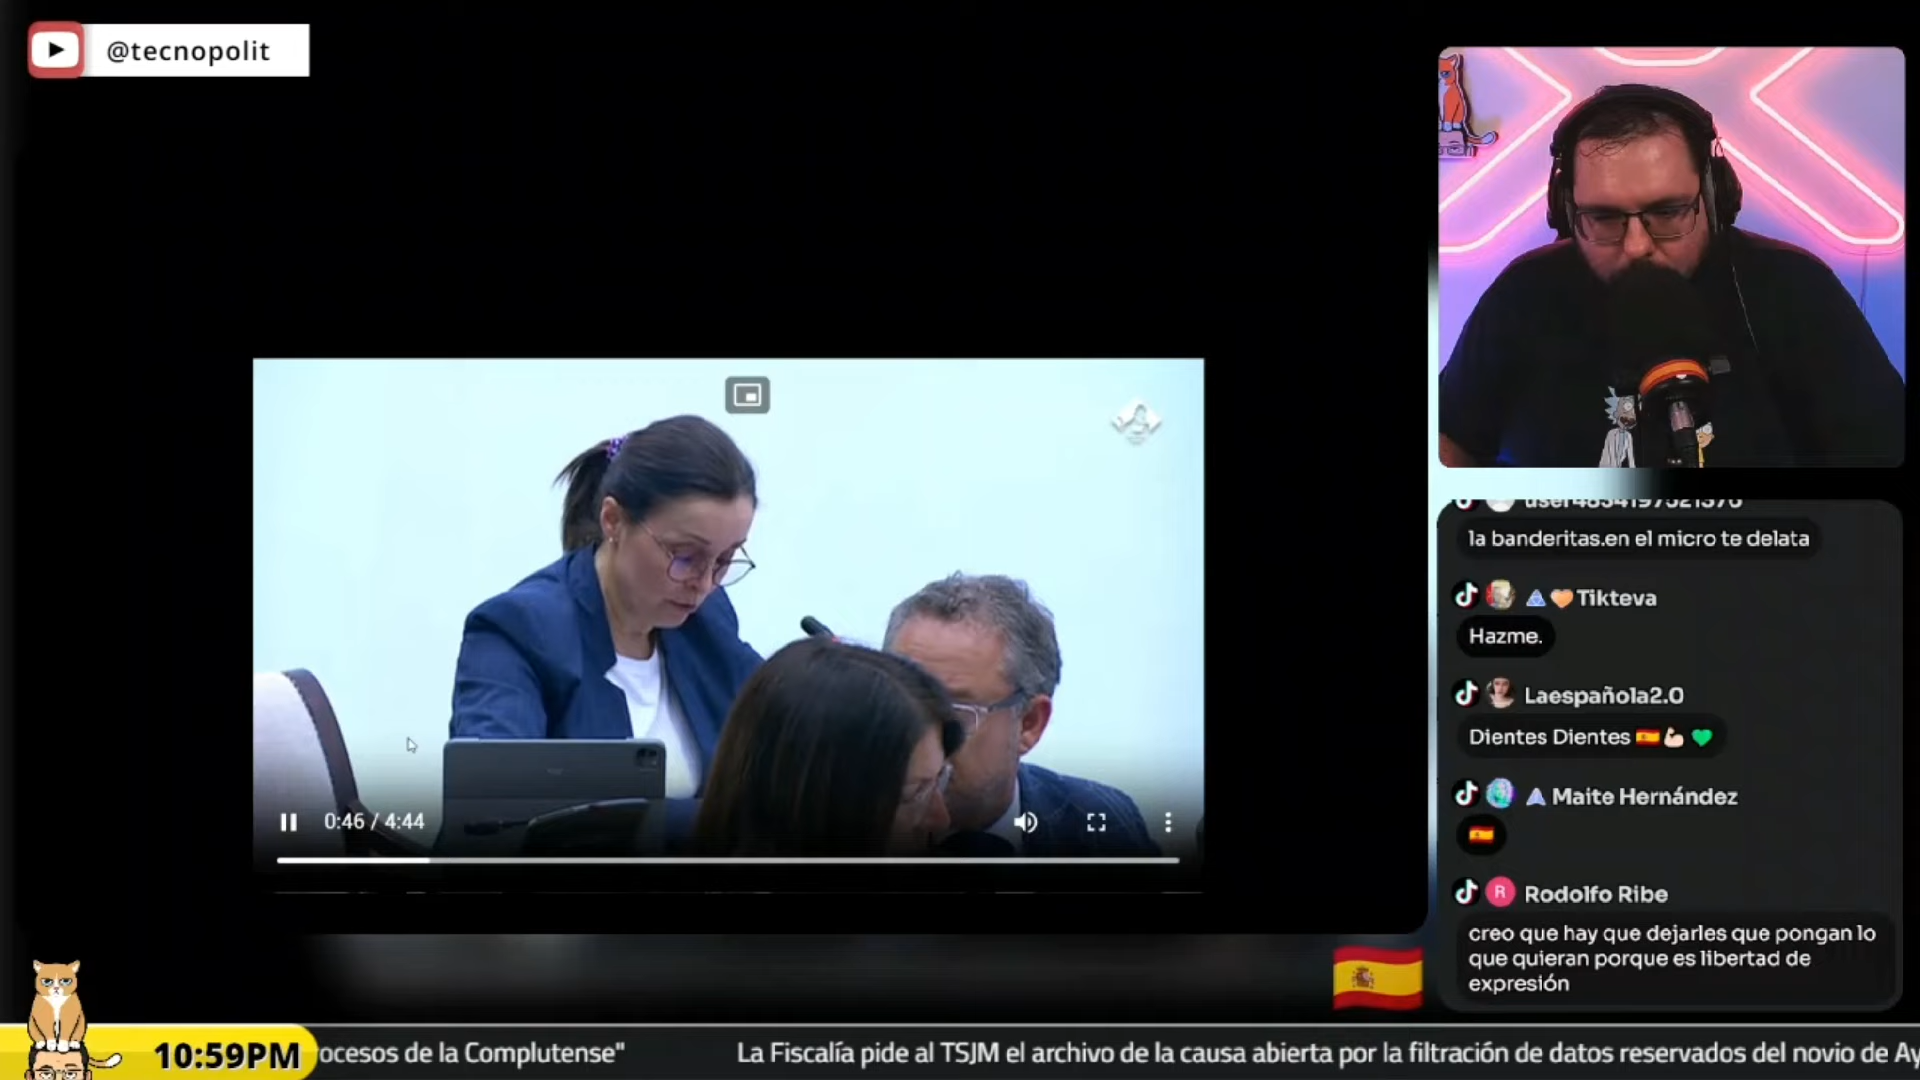 @tecnopolit
0:46 / 4:44
la banderitas.en el micro te delata
Tikteva
Hazme.
Laespañola2.0
Dientes Dientes
Maite Hernández
R
Rodolfo Ribe
creo que hay que dejarles que pongan lo
que quieran porque es libertad de
expresión
10:59PM
ocesos de la Complutense"
La Fiscalía pide al TSJM el archivo de la causa abierta por la filtración de datos reservados del novio de Ay